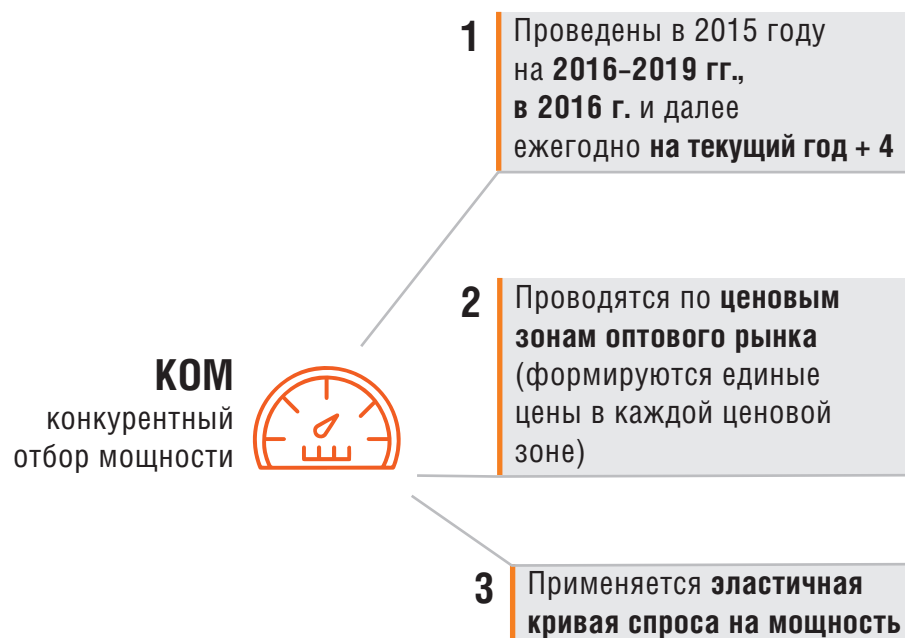 1
Проведены в 2015 году
на 2016–2019 гг.,
в 2016 г. и далее
ежегодно на текущий год + 4
2
Проводятся по ценовым
зонам оптового рынка
(формируются единые
цены в каждой ценовой
зоне)
КОМ
конкурентный
отбор мощности
3
Применяется эластичная
кривая спроса на мощность